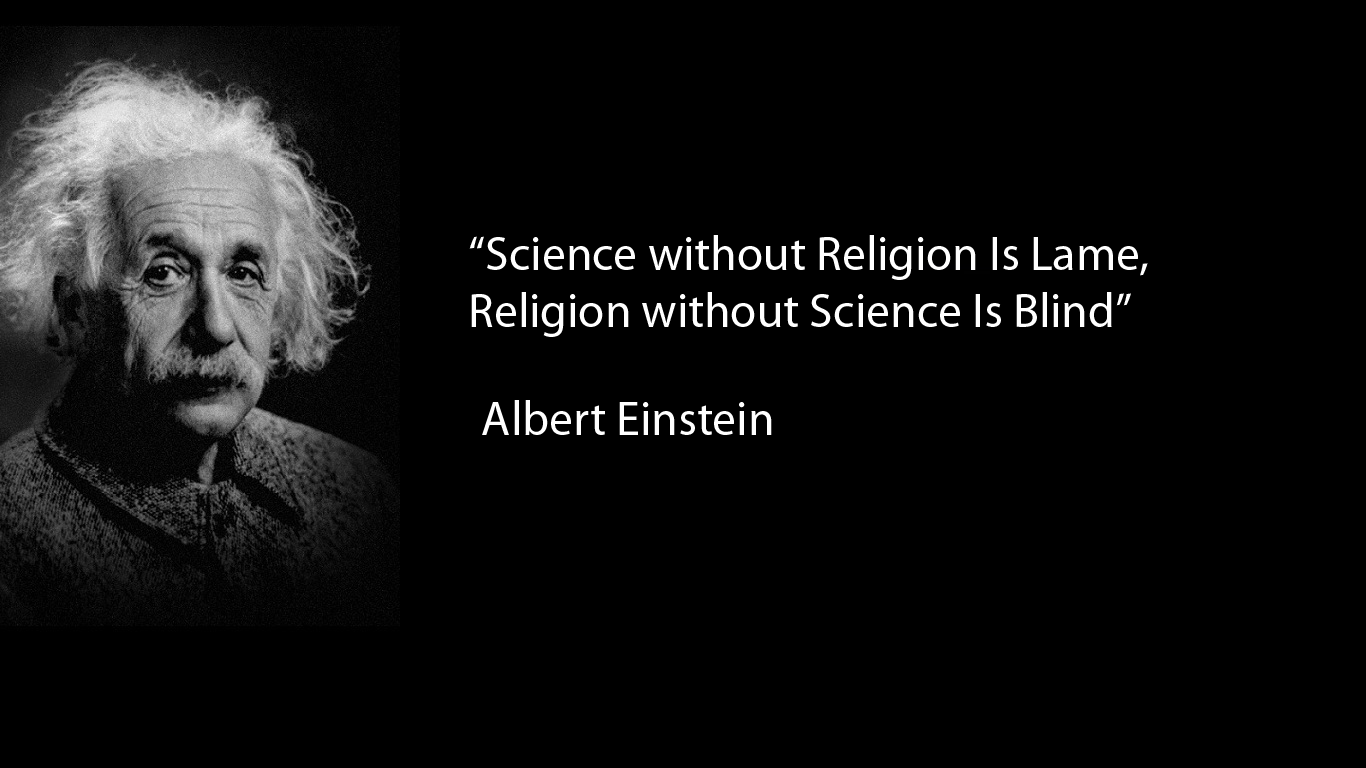 “Science without Religion Is Lame,
Religion without Science Is Blind”
Albert Einstein